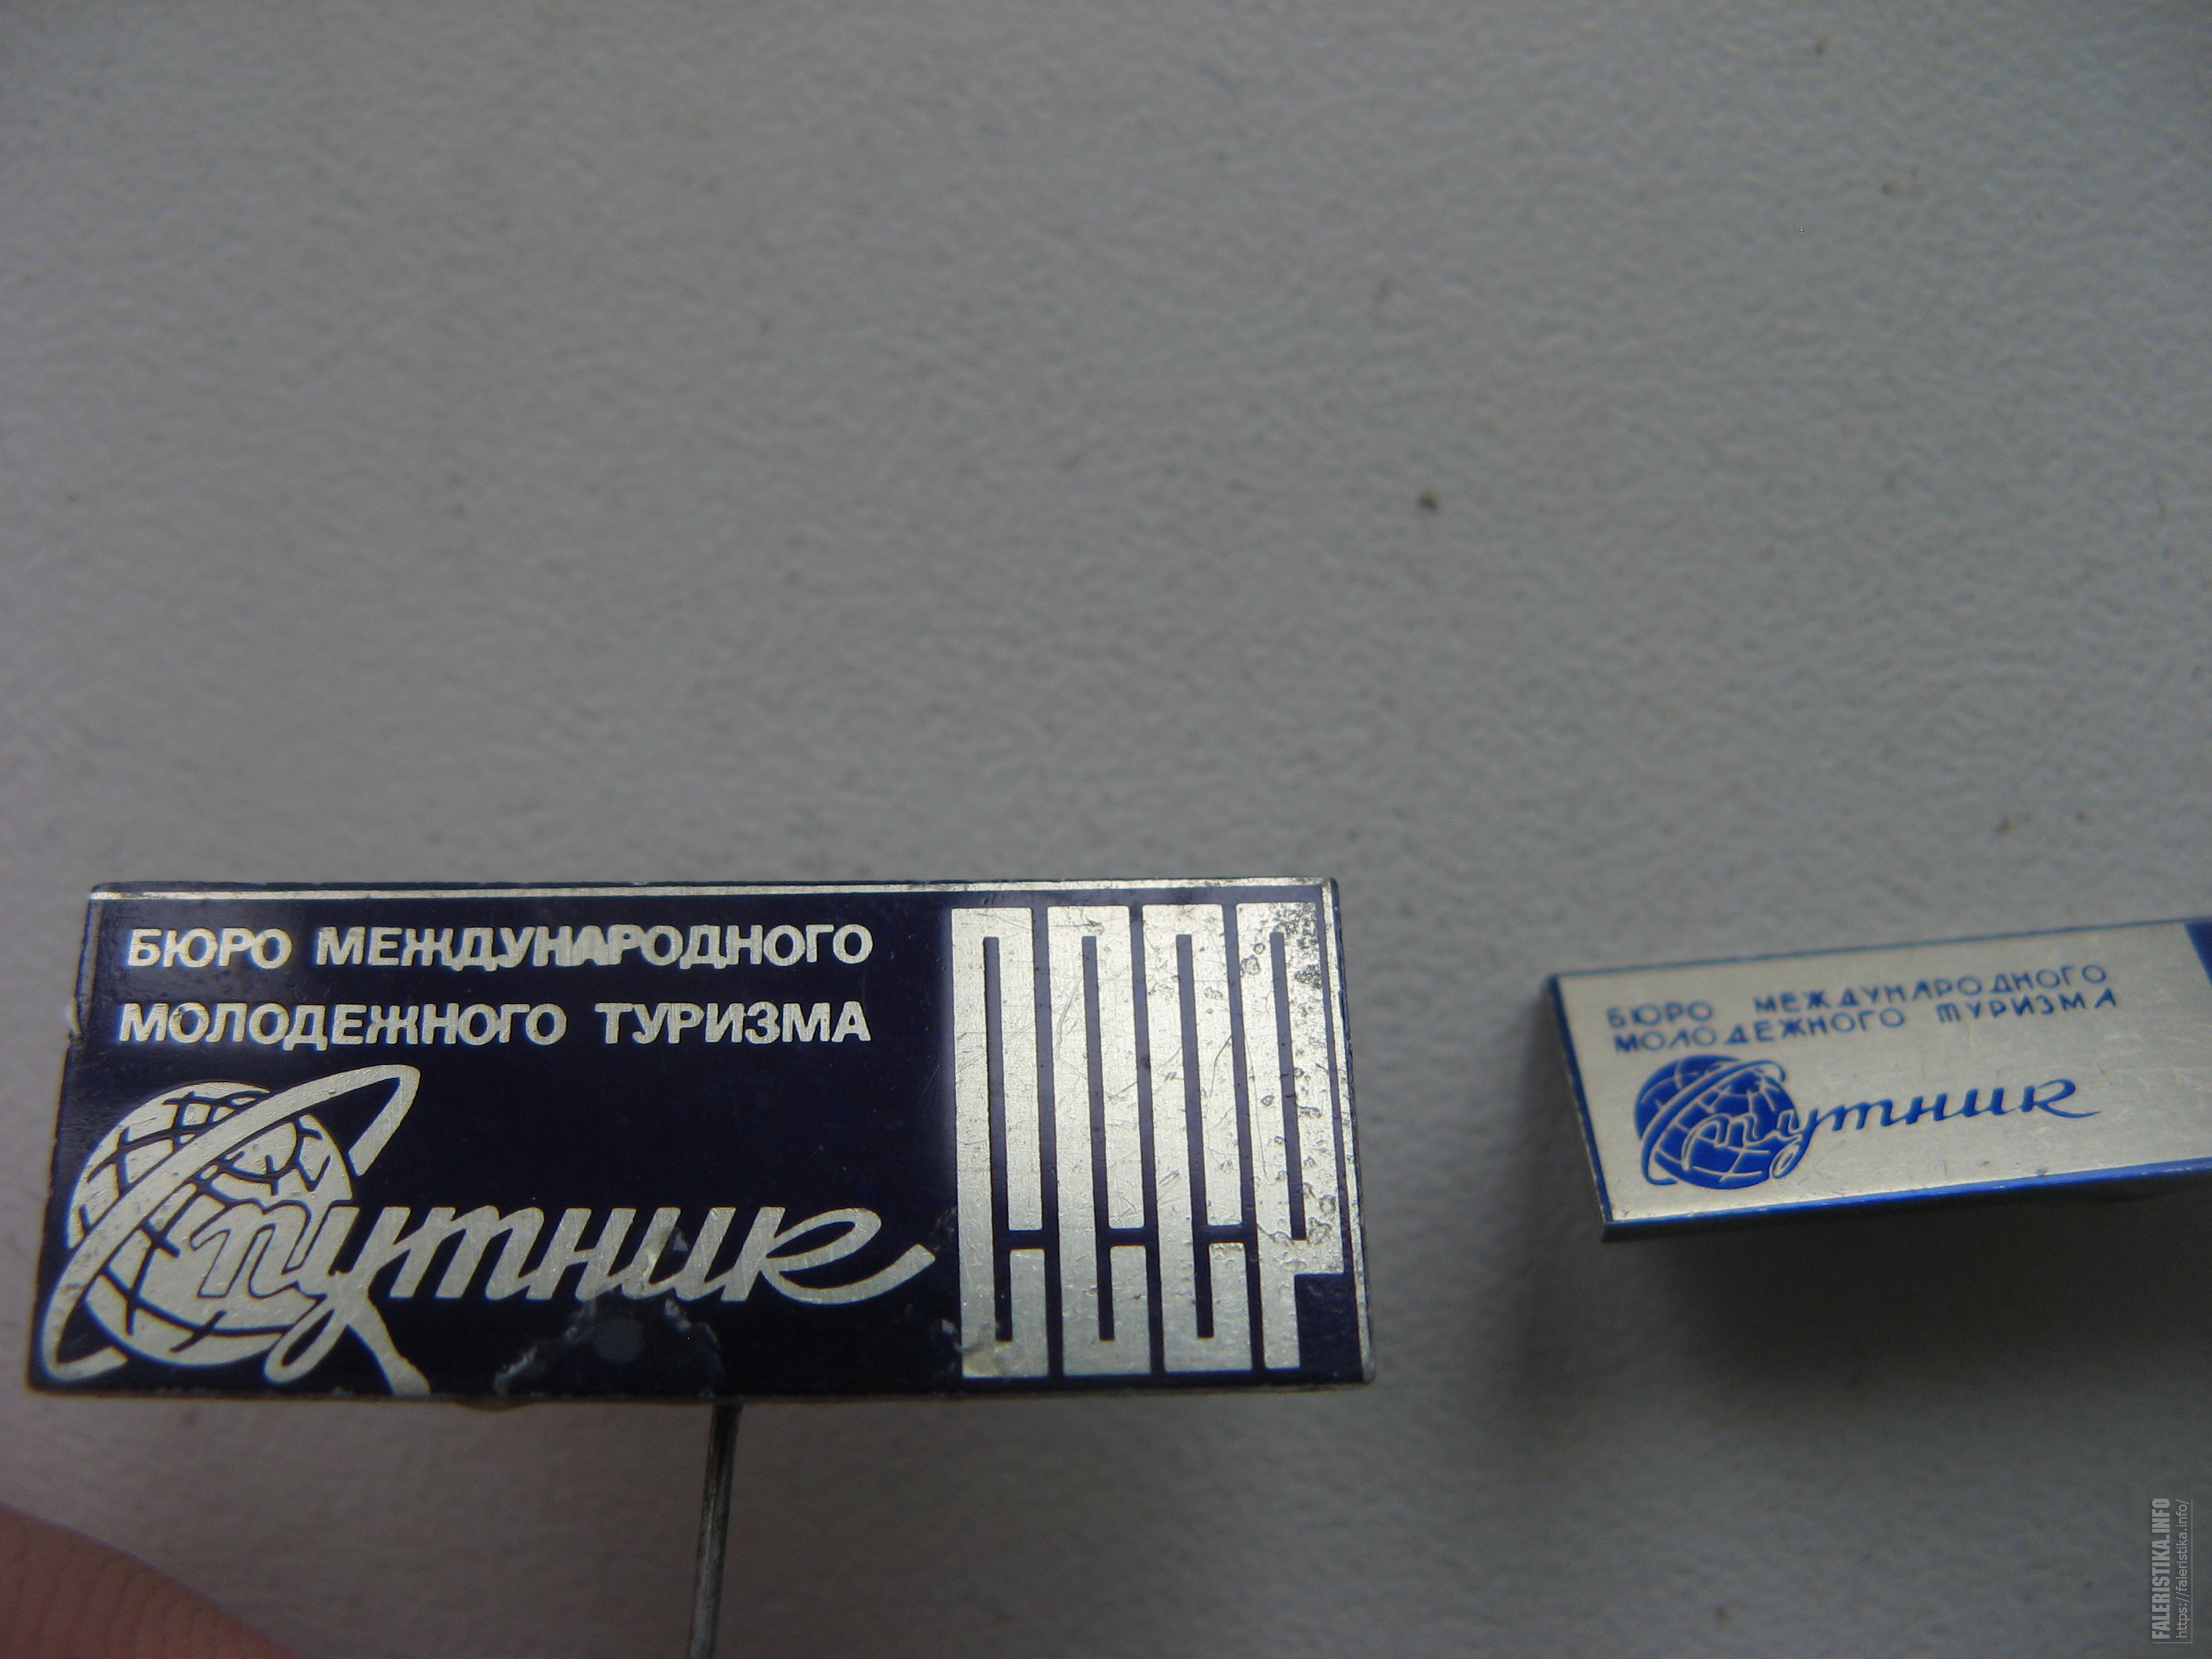 БЮРО МЕЖДУНАРОДНОГО
МОЛОДЕЖНОГО ТУРИЗМА
Спутник
СССР
БЮРО МЕЖДУНАРОДНОГО
МОЛОДЕЖНОГО ТУРИЗМА
Спутник
FALERISTIKA.INFO
https://faleristika.info/